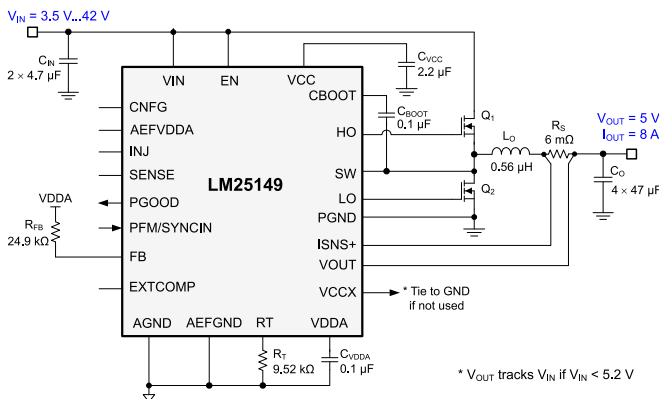 V_IN = 3.5 V...42 V
C_IN
2 × 4.7 µF
VIN
EN
VCC
C_VCC
2.2 µF
CNFG
AEFVDDA
INJ
SENSE
PGOOD
PFM/SYNCIN
FB
EXTCOMP
LM25149
CBOOT
C_BOOT
0.1 µF
HO
SW
LO
PGND
ISNS+
VOUT
VCCX
Q₁
Q₂
L_O
0.56 µH
R_S
6 mΩ
V_OUT = 5 V
I_OUT = 8 A
C_O
4 × 47 µF
VDDA
R_FB
24.9 kΩ
* Tie to GND
if not used
AGND
AEFGND
RT
VDDA
R_T
9.52 kΩ
C_VDDA
0.1 µF
* V_OUT tracks V_IN if V_IN < 5.2 V